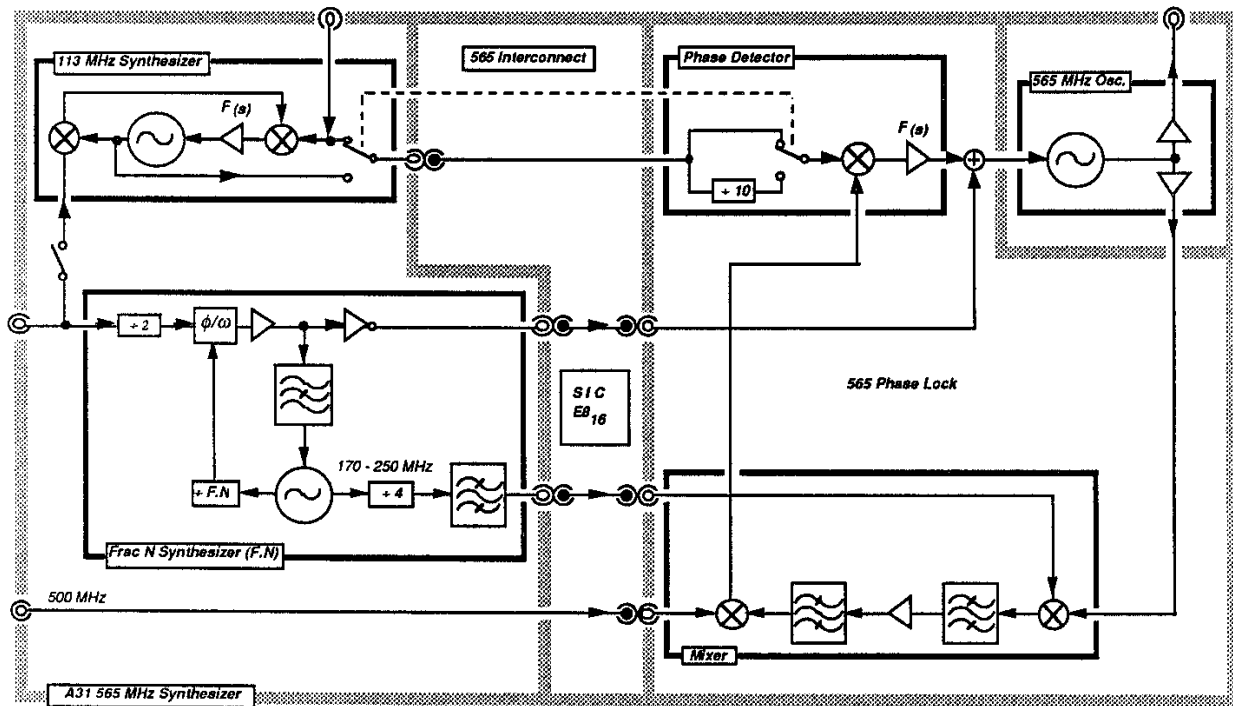 113 MHz Synthesizer
565 Interconnect
Phase Detector
565 MHz Osc.
F(s)
F(s)
÷ 10
÷ 2
ϕ/ω
565 Phase Lock
S I C
E8 16
170 - 250 MHz
÷ F.N
÷ 4
Frac N Synthesizer (F.N)
500 MHz
Mixer
A31 565 MHz Synthesizer